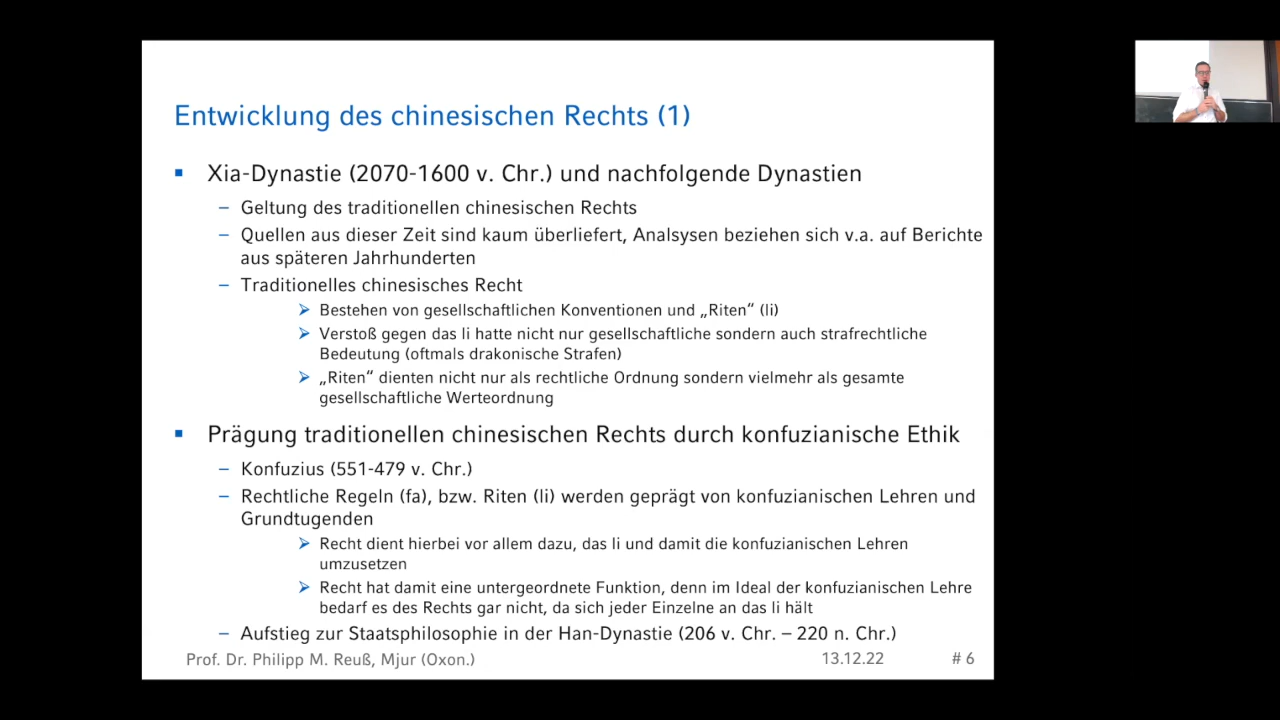 Entwicklung des chinesischen Rechts (1)
▪ Xia-Dynastie (2070-1600 v. Chr.) und nachfolgende Dynastien
– Geltung des traditionellen chinesischen Rechts
– Quellen aus dieser Zeit sind kaum überliefert, Analsysen beziehen sich v.a. auf Berichte
aus späteren Jahrhunderten
– Traditionelles chinesisches Recht
➢ Bestehen von gesellschaftlichen Konventionen und „Riten“ (li)
➢ Verstoß gegen das li hatte nicht nur gesellschaftliche sondern auch strafrechtliche
Bedeutung (oftmals drakonische Strafen)
➢ „Riten“ dienten nicht nur als rechtliche Ordnung sondern vielmehr als gesamte
gesellschaftliche Werteordnung
▪ Prägung traditionellen chinesischen Rechts durch konfuzianische Ethik
– Konfuzius (551-479 v. Chr.)
– Rechtliche Regeln (fa), bzw. Riten (li) werden geprägt von konfuzianischen Lehren und
Grundtugenden
➢ Recht dient hierbei vor allem dazu, das li und damit die konfuzianischen Lehren
umzusetzen
➢ Recht hat damit eine untergeordnete Funktion, denn im Ideal der konfuzianischen Lehre
bedarf es des Rechts gar nicht, da sich jeder Einzelne an das li hält
– Aufstieg zur Staatsphilosophie in der Han-Dynastie (206 v. Chr. – 220 n. Chr.)
Prof. Dr. Philipp M. Reuß, Mjur (Oxon.) 13.12.22 # 6